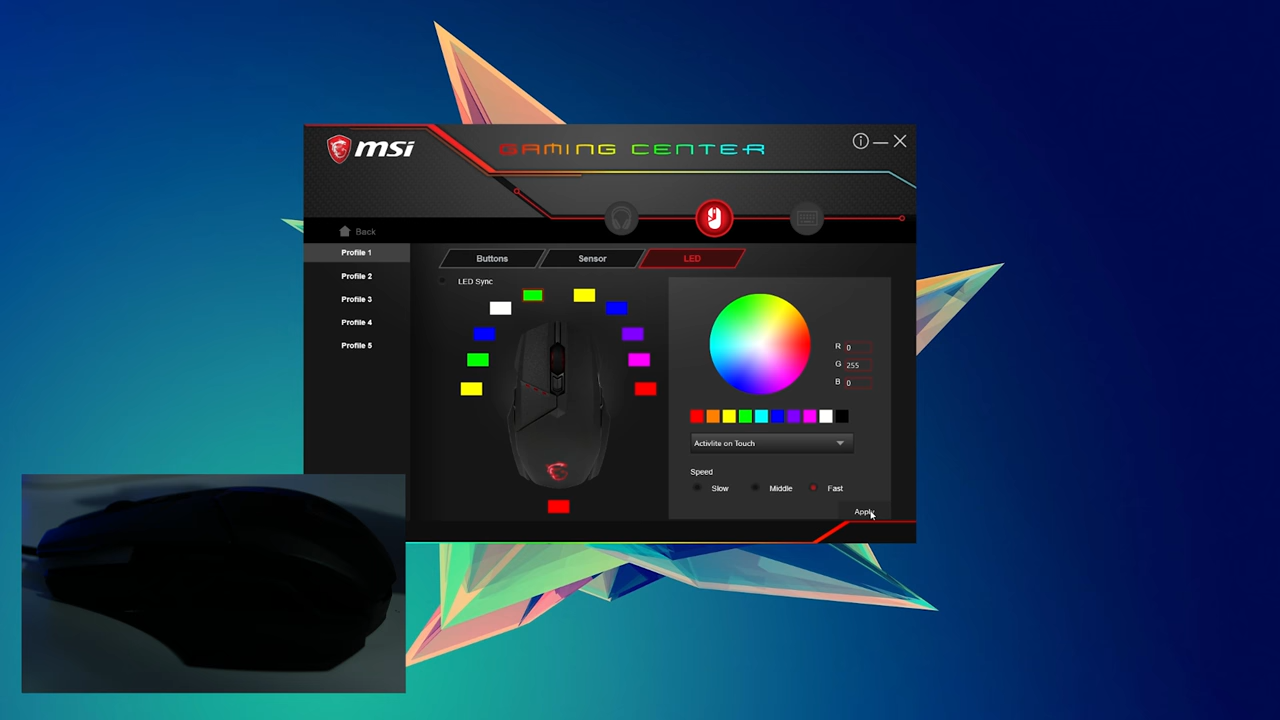 msi
GAMING CENTER
Back
Profile 1
Profile 2
Profile 3
Profile 4
Profile 5
Buttons
Sensor
LED
LED Sync
R 0
G 255
B 0
Activlite on Touch
Speed
Slow
Middle
Fast
Apply